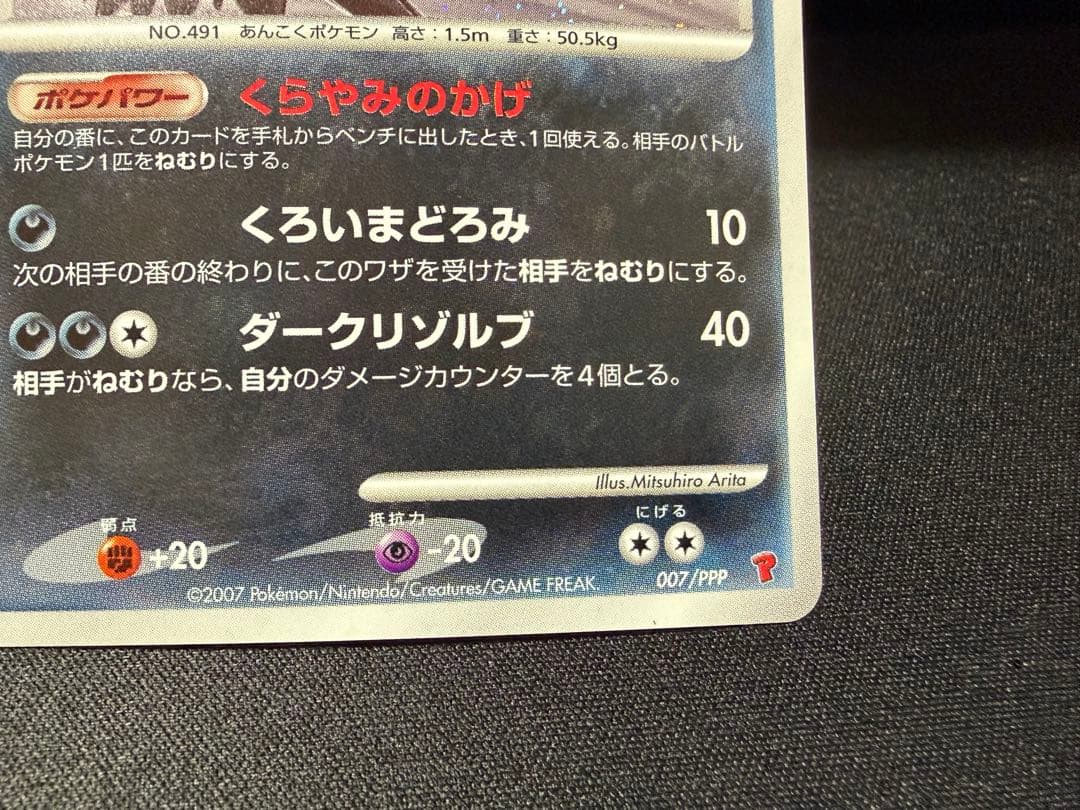 NO.491 あんこくポケモン 高さ：1.5m 重さ：50.5kg
ポケパワー くらやみのかげ
自分の番に、このカードを手札からベンチに出したとき、1回使える。相手のバトル
ポケモン1匹をねむりにする。
くろいまどろみ 10
次の相手の番の終わりに、このワザを受けた相手をねむりにする。
ダークリゾルブ 40
相手がねむりなら、自分のダメージカウンターを4個とる。
Illus.Mitsuhiro Arita
弱点 抵抗力 にげる
+20 -20
007/PPP P
©2007 Pokémon/Nintendo/Creatures/GAME FREAK.